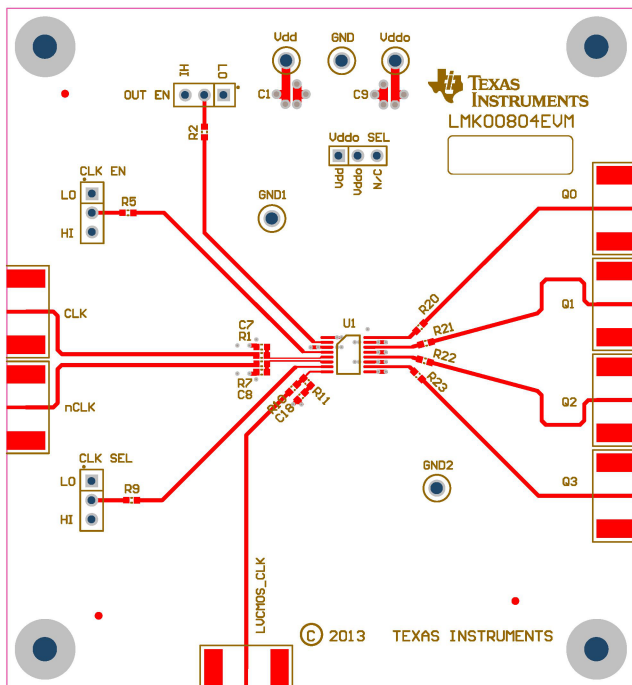 Vdd
GND
Vddo
HI
LO
OUT EN
R2
C1
C9
TEXAS
INSTRUMENTS
LMK00804EVM
Vddo SEL
Vdd
Vddo
N/C
CLK EN
LO
HI
R5
GND1
Q0
CLK
Q1
U1
R20
R21
R22
R23
C7
R1
R7
C8
R10
C18
R11
nCLK
Q2
CLK SEL
LO
HI
R9
GND2
Q3
LVCMOS_CLK
© 2013 TEXAS INSTRUMENTS